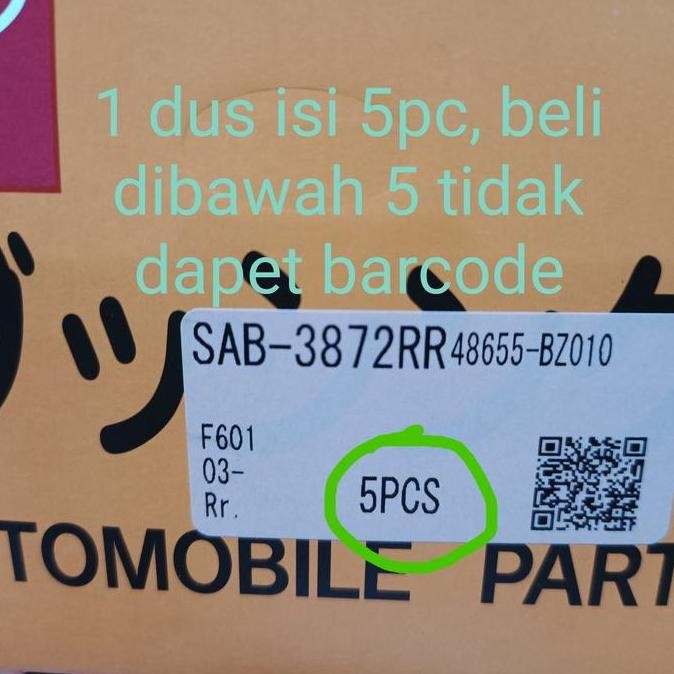 1 dus isi 5pc, beli
dibawah 5 tidak
dapet barcode
SAB-3872RR 48655-BZ010
F601
03-
Rr.
5PCS
TOMOBILE PART